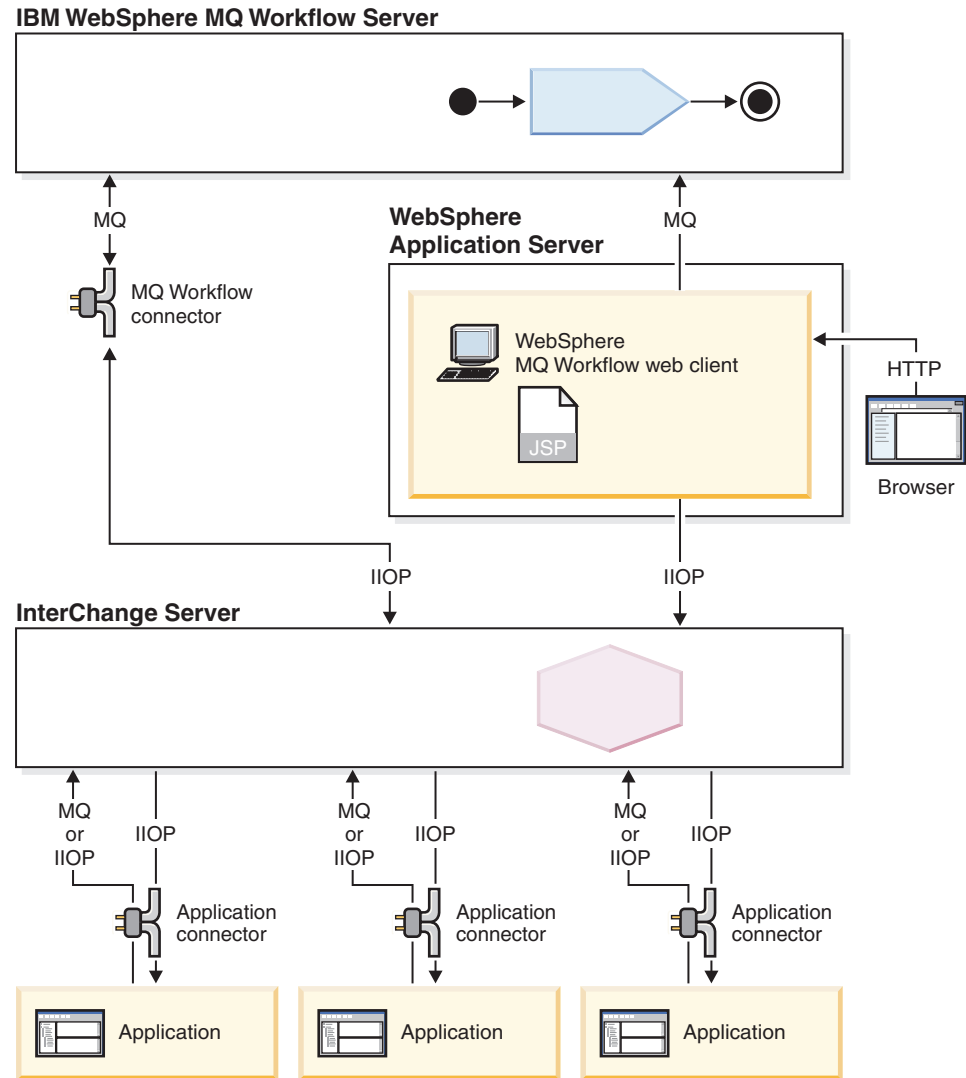 IBM WebSphere MQ Workflow Server
MQ
MQ
WebSphere
Application Server
MQ Workflow
connector
WebSphere
MQ Workflow web client
JSP
HTTP
Browser
IIOP
IIOP
InterChange Server
MQ
or
IIOP
IIOP
MQ
or
IIOP
IIOP
MQ
or
IIOP
IIOP
Application
connector
Application
connector
Application
connector
Application
Application
Application